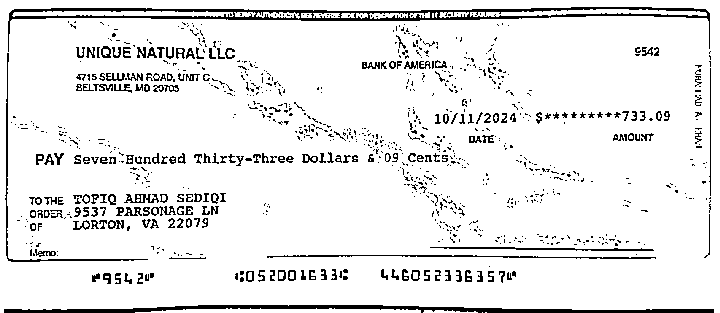 TO VERIFY AUTHENTICITY, SEE REVERSE SIDE FOR DESCRIPTION OF THE 11 SECURITY FEATURES
UNIQUE NATURAL LLC
9542
4715 SELLMAN ROAD, UNIT C
BELTSVILLE, MD 20705
BANK OF AMERICA
10/11/2024 $*********733.09
DATE AMOUNT
PAY Seven Hundred Thirty-Three Dollars & 09 Cents
TO THE TOFIQ AHMAD SEDIQI
ORDER 9537 PARSONAGE LN
OF LORTON, VA 22079
Memo:
⑈9542⑈ ⑆052001633⑆ 446052336357⑈